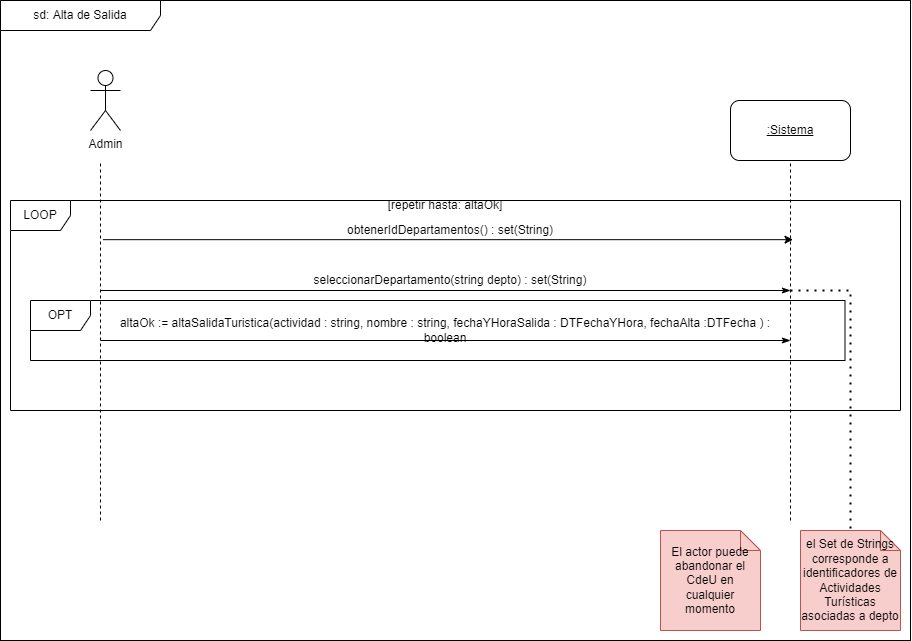 sd: Alta de Salida
Admin
:Sistema
LOOP
[repetir hasta: altaOk]
obtenerIdDepartamentos() : set(String)
seleccionarDepartamento(string depto) : set(String)
OPT
altaOk := altaSalidaTuristica(actividad : string, nombre : string, fechaYHoraSalida : DTFechaYHora, fechaAlta :DTFecha ) :
boolean
El actor puede
abandonar el
CdeU en
cualquier
momento
el Set de Strings
corresponde a
identificadores de
Actividades
Turísticas
asociadas a depto